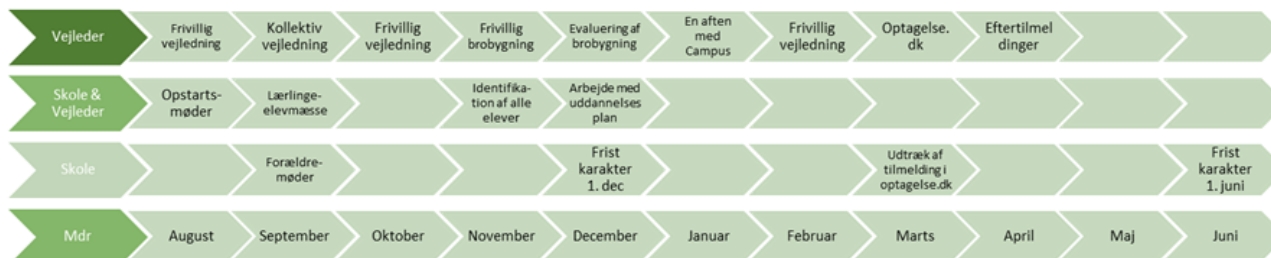 Vejleder
Frivillig
vejledning
Kollektiv
vejledning
Frivillig
vejledning
Frivillig
brobygning
Evaluering af
brobygning
En aften
med
Campus
Frivillig
vejledning
Optagelse.
dk
Eftertilmel
dinger
Skole &
Vejleder
Opstarts-
møder
Lærlinge-
elevmæsse
Identifika-
tion af alle
elever
Arbejde med
uddannelses
plan
Skole
Forældre-
møder
Frist
karakter
1. dec
Udtræk af
tilmelding i
optagelse.dk
Frist
karakter
1. juni
Mdr
August
September
Oktober
November
December
Januar
Februar
Marts
April
Maj
Juni